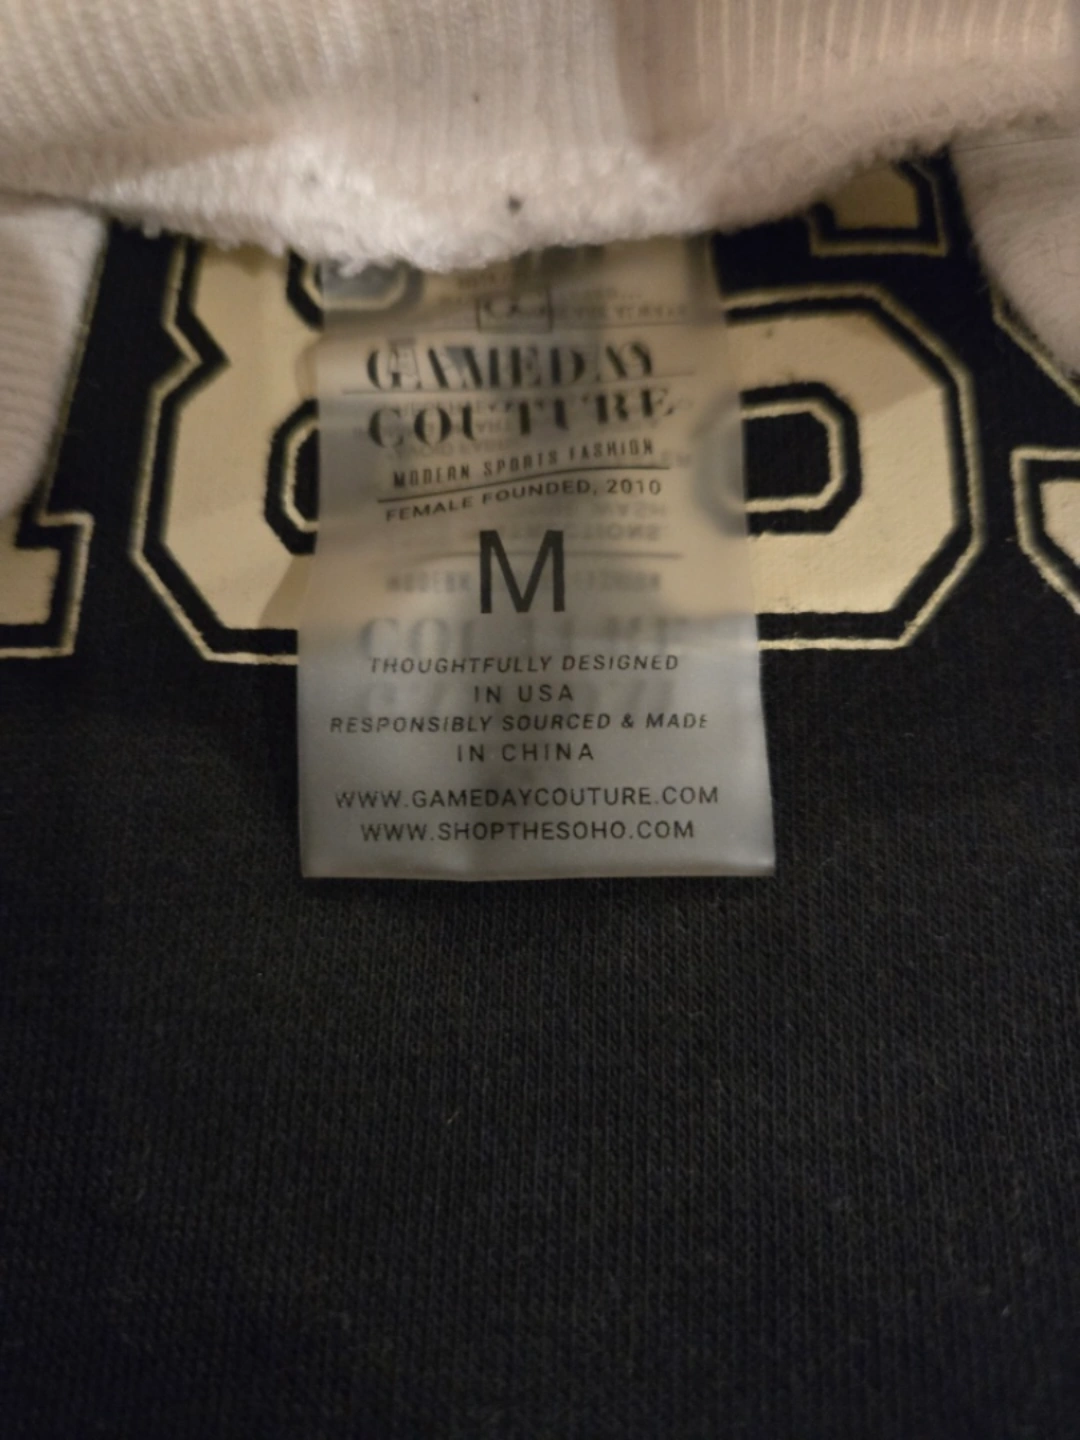 GAMEDAY
COUTURE
MODERN SPORTS FASHION
FEMALE FOUNDED, 2010
M
THOUGHTFULLY DESIGNED
IN USA
RESPONSIBLY SOURCED & MADE
IN CHINA
WWW.GAMEDAYCOUTURE.COM
WWW.SHOPTHESOHO.COM